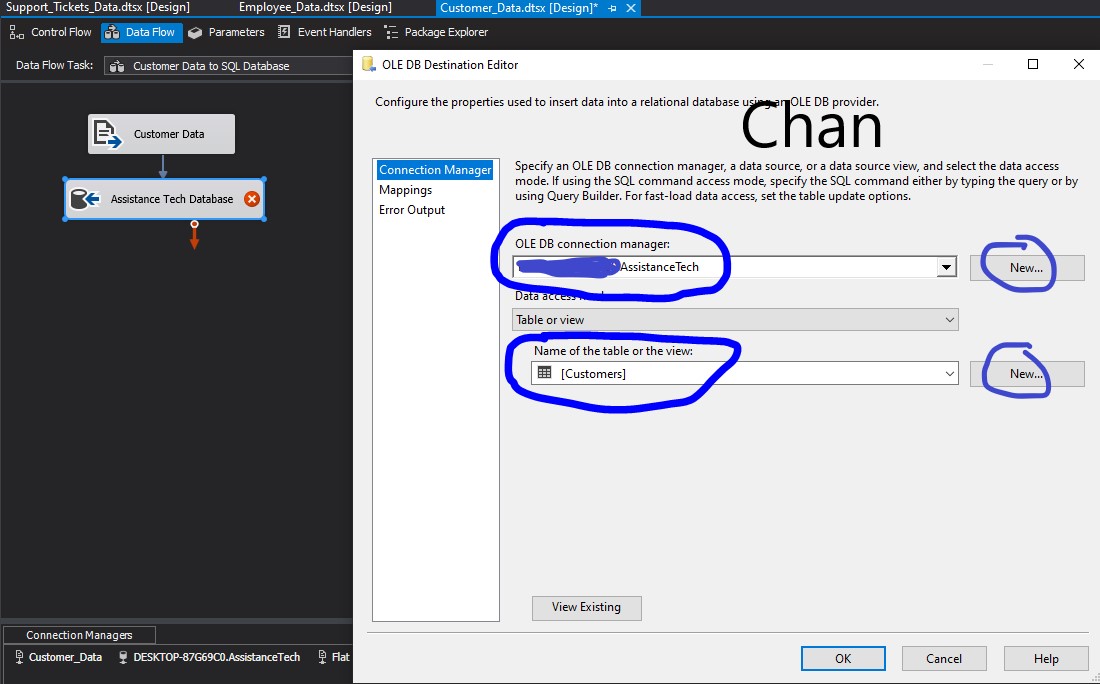 Support_Tickets_Data.dtsx [Design]
Employee_Data.dtsx [Design]
Customer_Data.dtsx [Design]*
Control Flow
Data Flow
Parameters
Event Handlers
Package Explorer
Data Flow Task:
Customer Data to SQL Database
Customer Data
Assistance Tech Database
OLE DB Destination Editor
Configure the properties used to insert data into a relational database using an OLE DB provider.
Chan
Connection Manager
Mappings
Error Output
Specify an OLE DB connection manager, a data source, or a data source view, and select the data access
mode. If using the SQL command access mode, specify the SQL command either by typing the query or by
using Query Builder. For fast-load data access, set the table update options.
OLE DB connection manager:
AssistanceTech
New...
Data access
Table or view
Name of the table or the view:
[Customers]
New...
View Existing
OK
Cancel
Help
Connection Managers
Customer_Data
DESKTOP-87G69C0.AssistanceTech
Flat